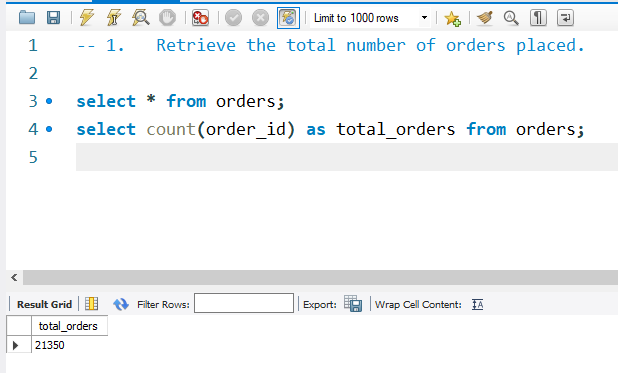 Limit to 1000 rows
1 -- 1. Retrieve the total number of orders placed.
2
3 select * from orders;
4 select count(order_id) as total_orders from orders;
5
Result Grid Filter Rows: Export: Wrap Cell Content:
total_orders
21350